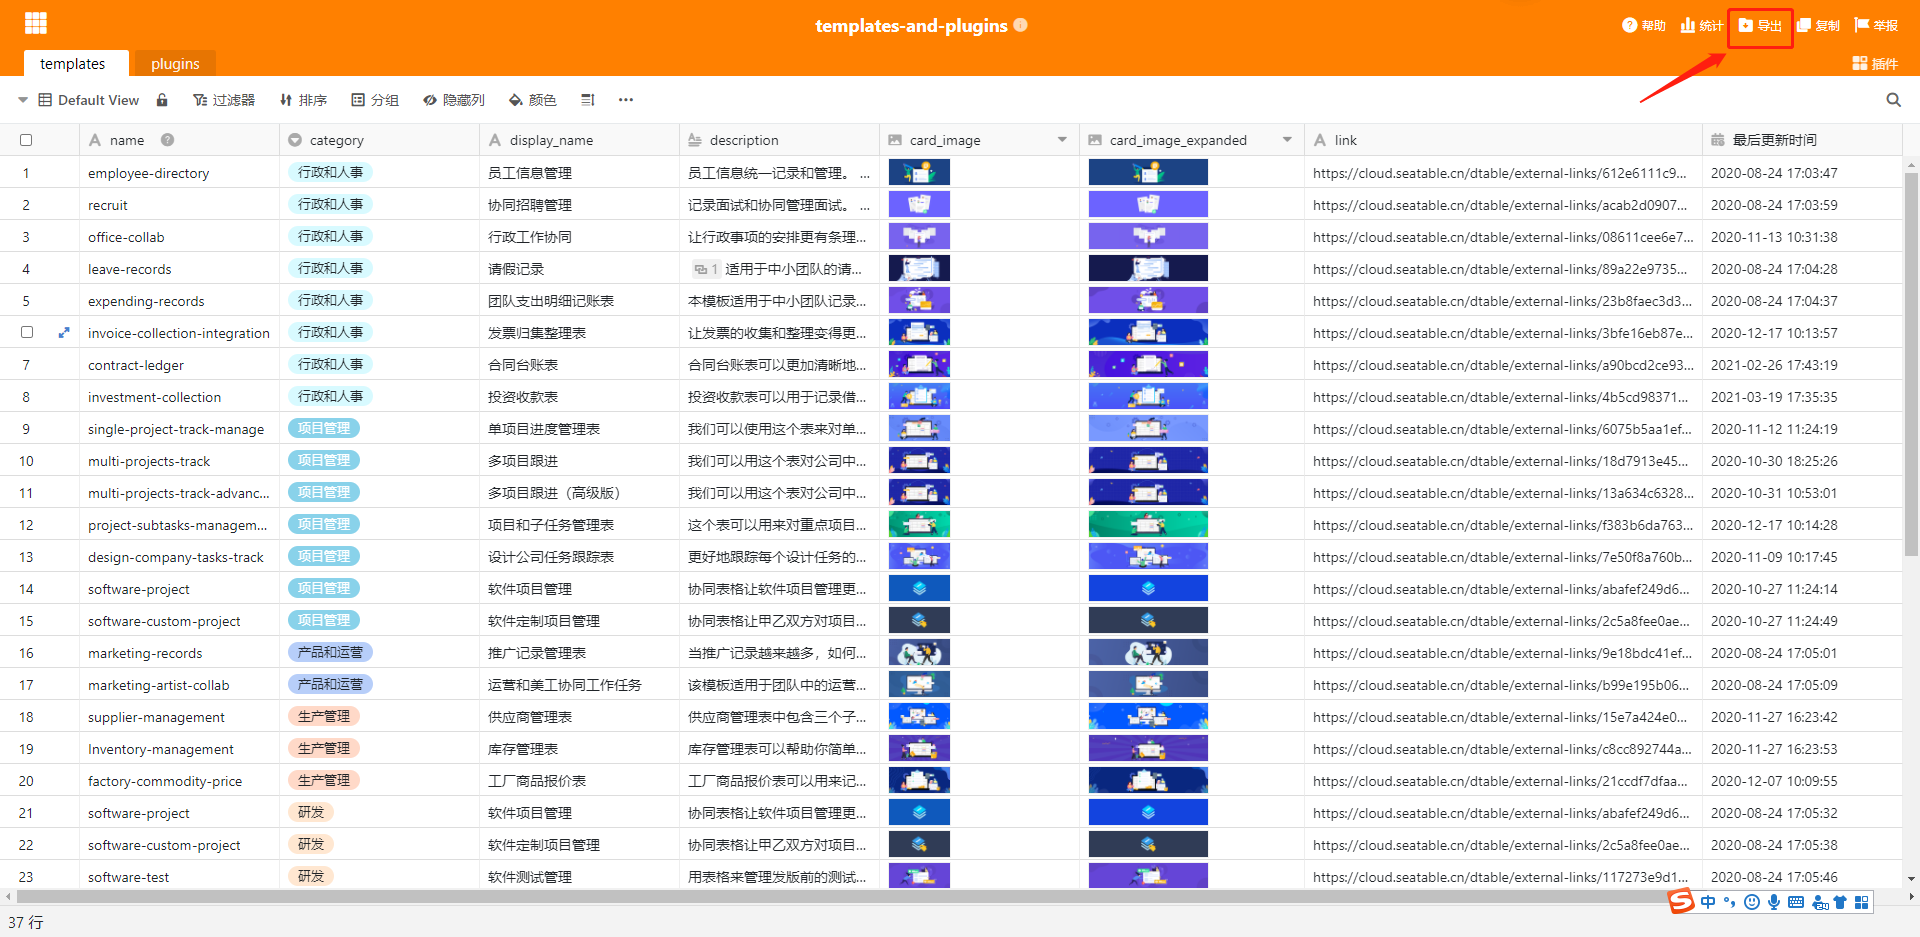 templates-and-plugins
帮助 统计 导出 复制 举报
templates plugins
插件
Default View 过滤器 排序 分组 隐藏列 颜色
name category display_name description card_image card_image_expanded link 最后更新时间
1 employee-directory 行政和人事 员工信息管理 员工信息统一记录和管理。 ... https://cloud.seatable.cn/dtable/external-links/612e6111c9... 2020-08-24 17:03:47
2 recruit 行政和人事 协同招聘管理 记录面试和协同管理面试。 ... https://cloud.seatable.cn/dtable/external-links/acab2d0907... 2020-08-24 17:03:59
3 office-collab 行政和人事 行政工作协同 让行政事项的安排更有条理... https://cloud.seatable.cn/dtable/external-links/08611cee6e7... 2020-11-13 10:31:38
4 leave-records 行政和人事 请假记录 1 适用于中小团队的请... https://cloud.seatable.cn/dtable/external-links/89a22e9735... 2020-08-24 17:04:28
5 expending-records 行政和人事 团队支出明细记账表 本模板适用于中小团队记录... https://cloud.seatable.cn/dtable/external-links/23b8faec3d3... 2020-08-24 17:04:37
invoice-collection-integration 行政和人事 发票归集整理表 让发票的收集和整理变得更... https://cloud.seatable.cn/dtable/external-links/3bfe16eb87e... 2020-12-17 10:13:57
7 contract-ledger 行政和人事 合同台账表 合同台账表可以更加清晰地... https://cloud.seatable.cn/dtable/external-links/a90bcd2ce93... 2021-02-26 17:43:19
8 investment-collection 行政和人事 投资收款表 投资收款表可以用于记录借... https://cloud.seatable.cn/dtable/external-links/4b5cd98371... 2021-03-19 17:35:35
9 single-project-track-manage 项目管理 单项目进度管理表 我们可以使用这个表来对单... https://cloud.seatable.cn/dtable/external-links/6075b5aa1ef... 2020-11-12 11:24:19
10 multi-projects-track 项目管理 多项目跟进 我们可以用这个表对公司中... https://cloud.seatable.cn/dtable/external-links/18d7913e45... 2020-10-30 18:25:26
11 multi-projects-track-advanc... 项目管理 多项目跟进（高级版） 我们可以用这个表对公司中... https://cloud.seatable.cn/dtable/external-links/13a634c6328... 2020-10-31 10:53:01
12 project-subtasks-managem... 项目管理 项目和子任务管理表 这个表可以用来对重点项目... https://cloud.seatable.cn/dtable/external-links/f383b6da763... 2020-12-17 10:14:28
13 design-company-tasks-track 项目管理 设计公司任务跟踪表 更好地跟踪每个设计任务的... https://cloud.seatable.cn/dtable/external-links/7e50f8a760b... 2020-11-09 10:17:45
14 software-project 项目管理 软件项目管理 协同表格让软件项目管理更... https://cloud.seatable.cn/dtable/external-links/abafef249d6... 2020-10-27 11:24:14
15 software-custom-project 项目管理 软件定制项目管理 协同表格让甲乙双方对项目... https://cloud.seatable.cn/dtable/external-links/2c5a8fee0ae... 2020-10-27 11:24:49
16 marketing-records 产品和运营 推广记录管理表 当推广记录越来越多，如何... https://cloud.seatable.cn/dtable/external-links/9e18bdc41ef... 2020-08-24 17:05:01
17 marketing-artist-collab 产品和运营 运营和美工协同工作任务 该模板适用于团队中的运营... https://cloud.seatable.cn/dtable/external-links/b99e195b06... 2020-08-24 17:05:09
18 supplier-management 生产管理 供应商管理表 供应商管理表中包含三个子... https://cloud.seatable.cn/dtable/external-links/15e7a424e0... 2020-11-27 16:23:42
19 Inventory-management 生产管理 库存管理表 库存管理表可以帮助你简单... https://cloud.seatable.cn/dtable/external-links/c8cc892744a... 2020-11-27 16:23:53
20 factory-commodity-price 生产管理 工厂商品报价表 工厂商品报价表可以用来记... https://cloud.seatable.cn/dtable/external-links/21ccdf7dfaa... 2020-12-07 10:09:55
21 software-project 研发 软件项目管理 协同表格让软件项目管理更... https://cloud.seatable.cn/dtable/external-links/abafef249d6... 2020-08-24 17:05:32
22 software-custom-project 研发 软件定制项目管理 协同表格让甲乙双方对项目... https://cloud.seatable.cn/dtable/external-links/2c5a8fee0ae... 2020-08-24 17:05:38
23 software-test 研发 软件测试管理 用表格来管理发版前的测试... https://cloud.seatable.cn/dtable/external-links/117273e9d1... 2020-08-24 17:05:46
中
37 行